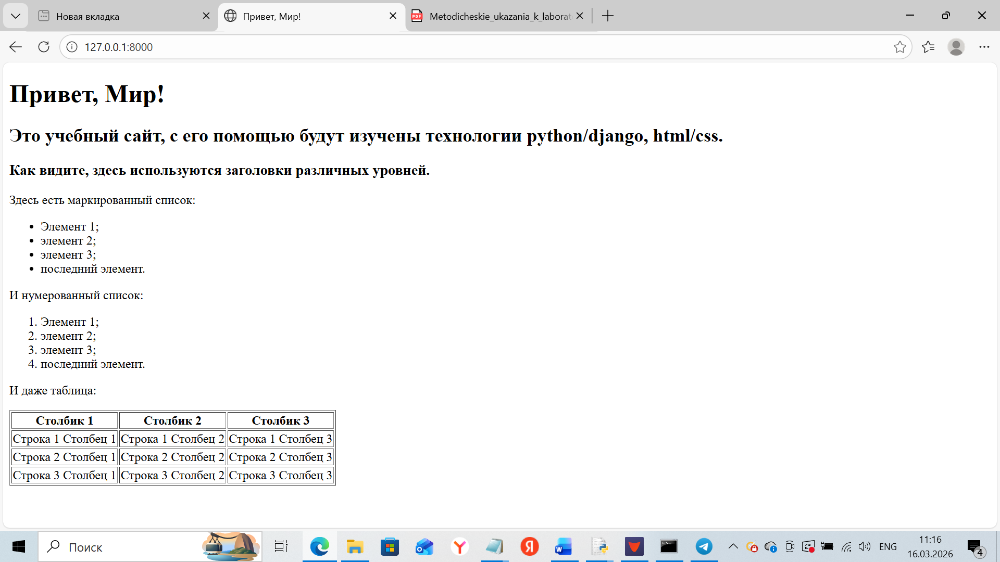 Новая вкладка
Привет, Мир!
Metodicheskie_ukazania_k_laborat
127.0.0.1:8000
Привет, Мир!
Это учебный сайт, с его помощью будут изучены технологии python/django, html/css.
Как видите, здесь используются заголовки различных уровней.
Здесь есть маркированный список:
• Элемент 1;
• элемент 2;
• элемент 3;
• последний элемент.
И нумерованный список:
1. Элемент 1;
2. элемент 2;
3. элемент 3;
4. последний элемент.
И даже таблица:
Столбик 1 Столбик 2 Столбик 3
Строка 1 Столбец 1 Строка 1 Столбец 2 Строка 1 Столбец 3
Строка 2 Столбец 1 Строка 2 Столбец 2 Строка 2 Столбец 3
Строка 3 Столбец 1 Строка 3 Столбец 2 Строка 3 Столбец 3
Поиск
ENG
11:16
16.03.2026
4